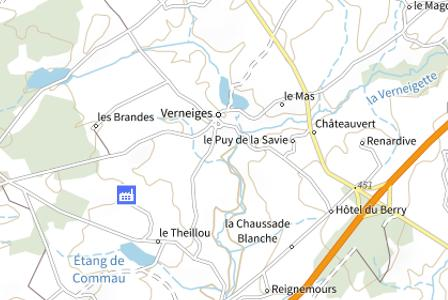 le Mago
le Mas
la Verneigette
Verneiges
les Brandes
Châteauvert
le Puy de la Savie
Renardive
451
Hôtel du Berry
la Chaussade
Blanche
le Theillou
Étang de
Commau
Reignemours